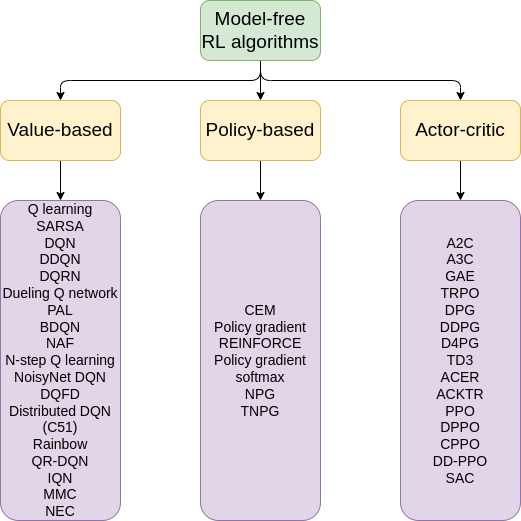 Model-free
RL algorithms
Value-based
Policy-based
Actor-critic
Q learning
SARSA
DQN
DDQN
DQRN
Dueling Q network
PAL
BDQN
NAF
N-step Q learning
NoisyNet DQN
DQFD
Distributed DQN
(C51)
Rainbow
QR-DQN
IQN
MMC
NEC
CEM
Policy gradient
REINFORCE
Policy gradient
softmax
NPG
TNPG
A2C
A3C
GAE
TRPO
DPG
DDPG
D4PG
TD3
ACER
ACKTR
PPO
DPPO
CPPO
DD-PPO
SAC